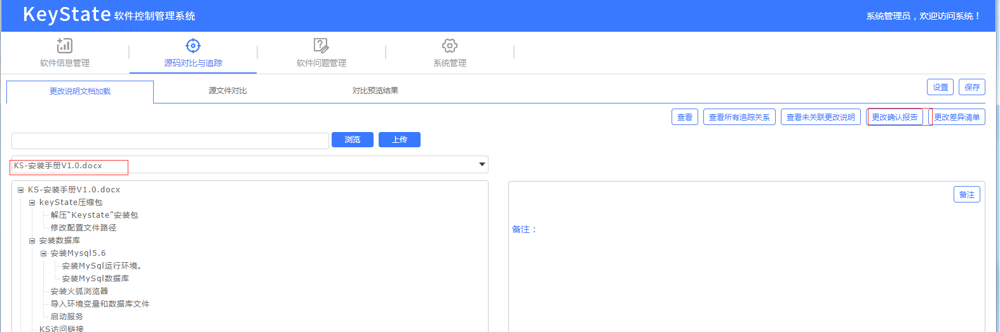 KeyState 软件控制管理系统
系统管理员，欢迎访问系统！
软件信息管理
源码对比与追踪
软件问题管理
系统管理
更改说明文档加载
源文件对比
对比预览结果
设置
保存
查看
查看所有追踪关系
查看未关联更改说明
更改确认报告
更改差异清单
浏览
上传
KS-安装手册V1.0.docx
KS-安装手册V1.0.docx
keyState压缩包
解压“Keystate”安装包
修改配置文件路径
安装数据库
安装Mysql5.6
安装MySql运行环境。
安装MySql数据库
安装火狐浏览器
导入环境变量和数据库文件
启动服务
KS访问链接
备注
备注：